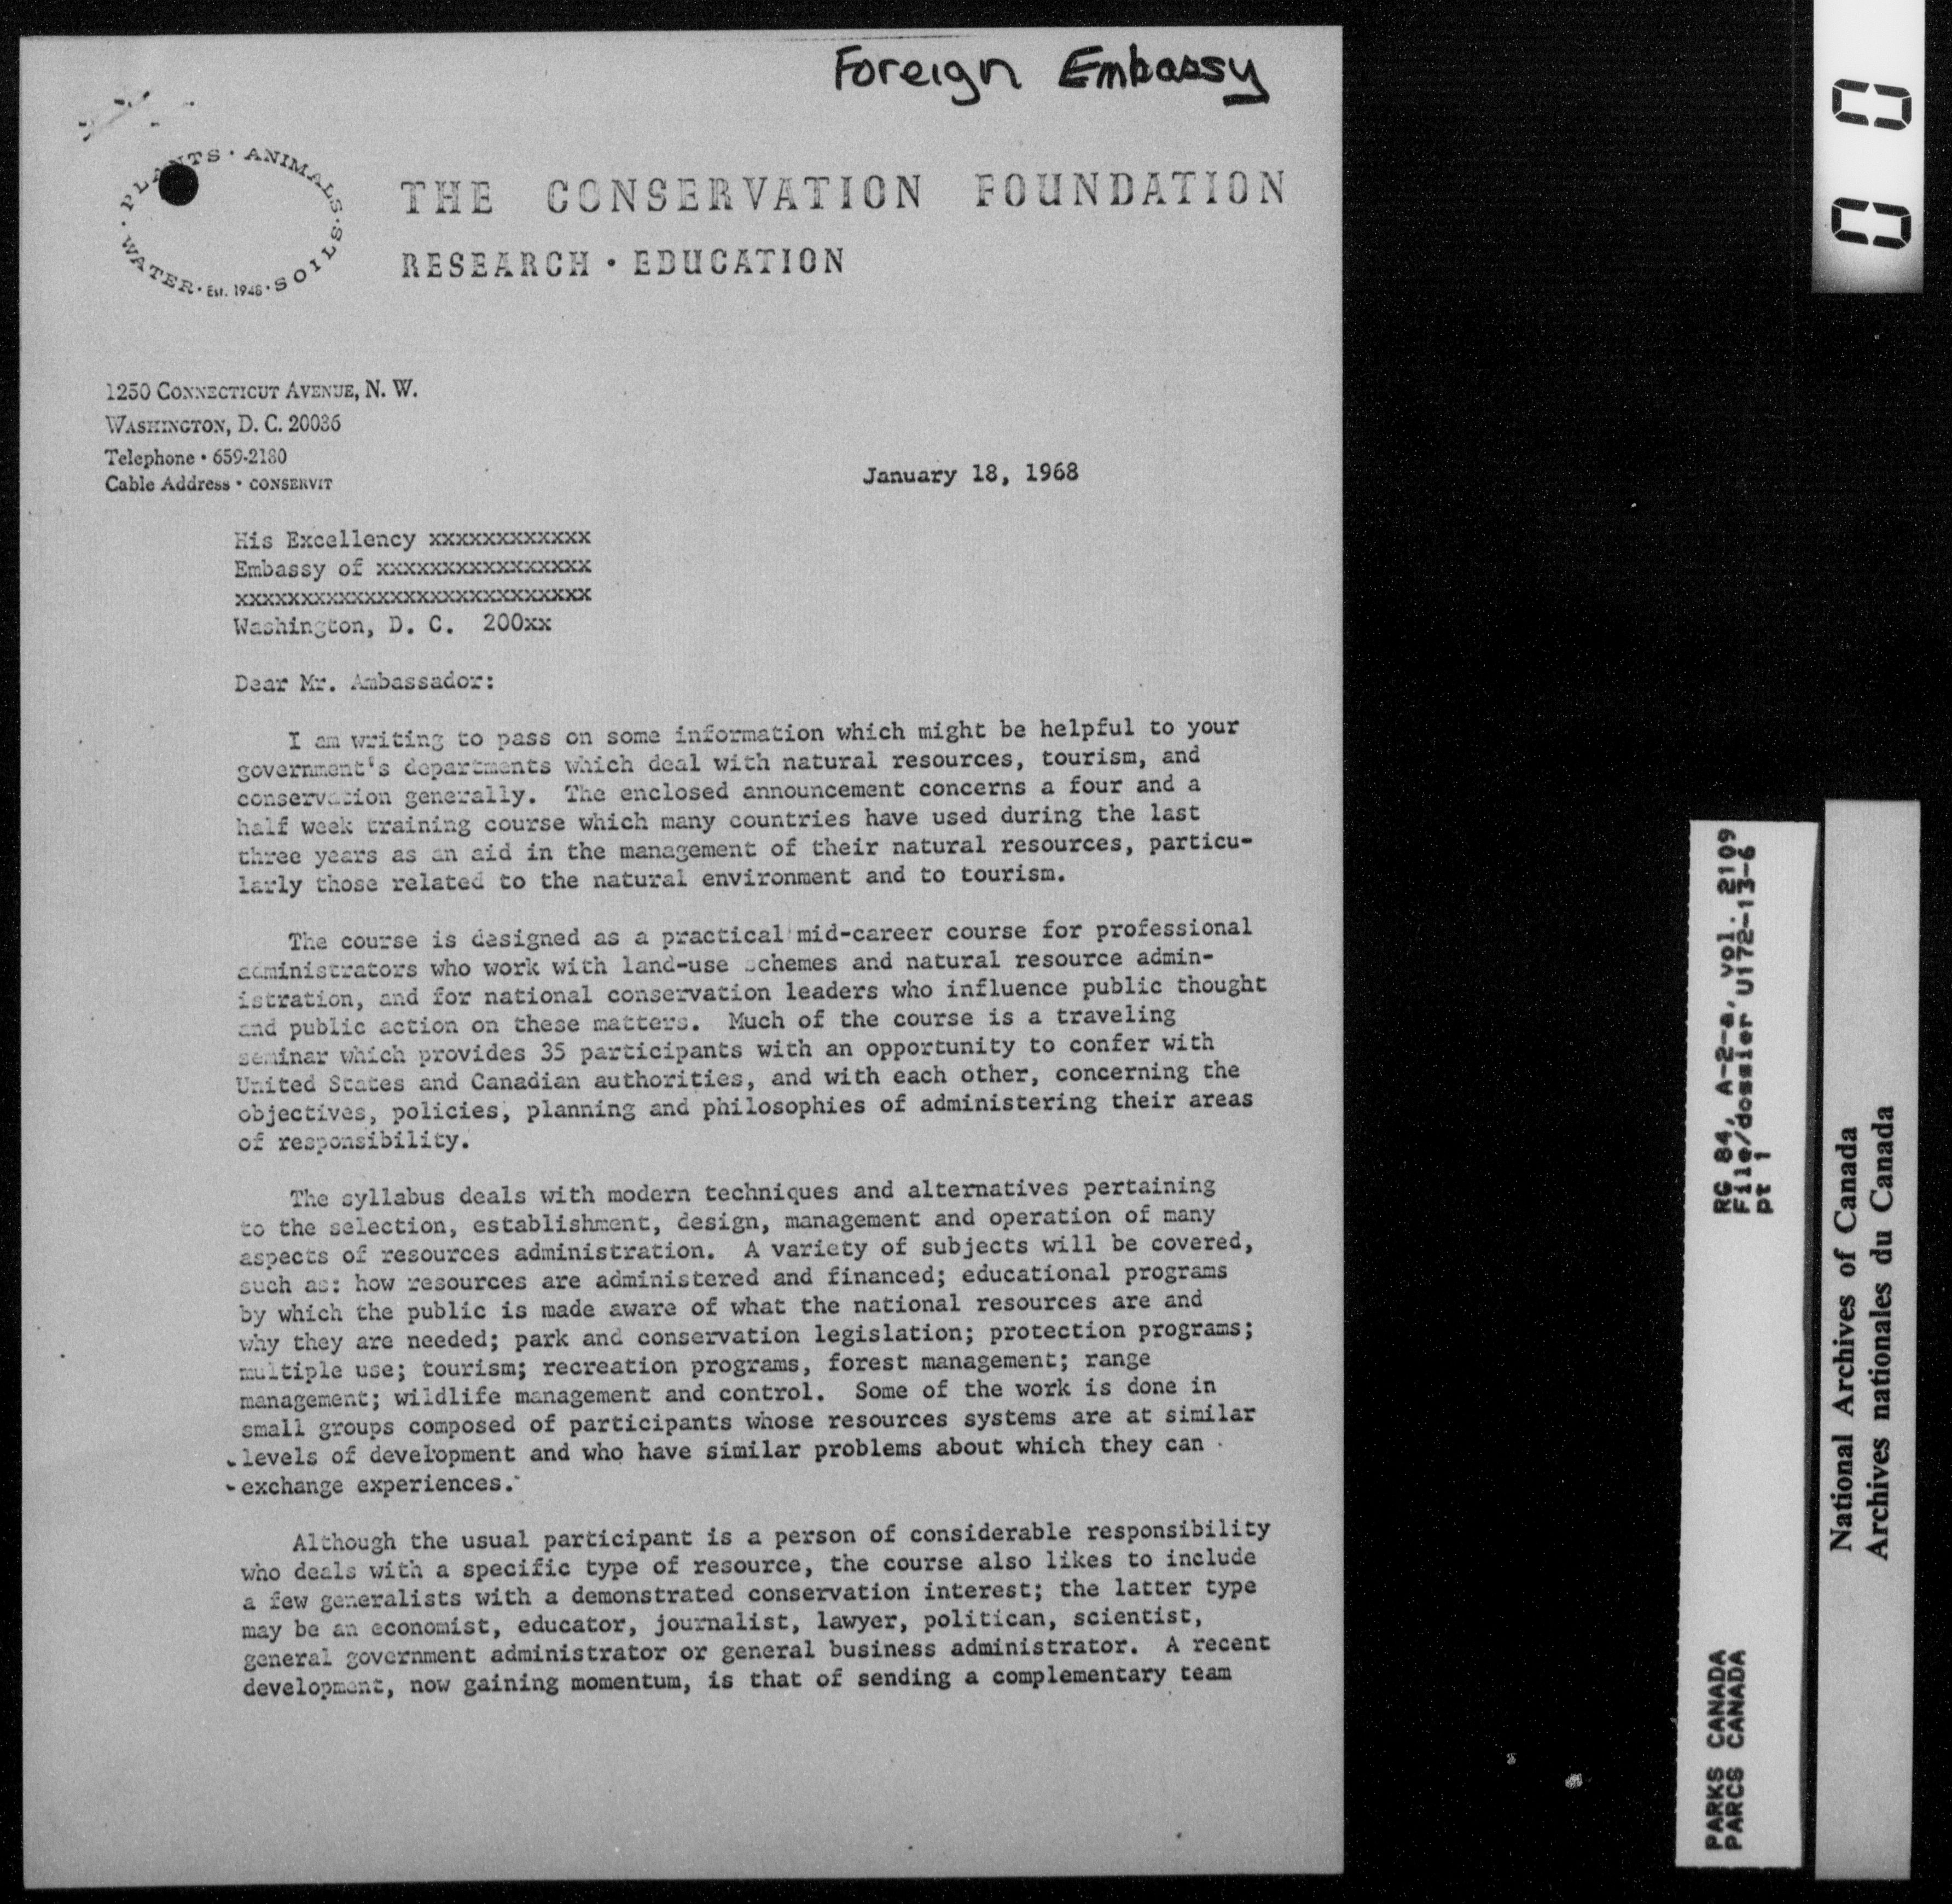 Foreign Embassy
PLANTS · ANIMALS · SOILS · Est. 1948 · WATER ·
THE CONSERVATION FOUNDATION
RESEARCH · EDUCATION
1250 CONNECTICUT AVENUE, N. W.
WASHINGTON, D. C. 20036
Telephone · 659-2180
Cable Address · CONSERVIT
January 18, 1968
His Excellency xxxxxxxxxxxx
Embassy of xxxxxxxxxxxxxxxx
xxxxxxxxxxxxxxxxxxxxxxxxxxx
Washington, D. C. 200xx
Dear Mr. Ambassador:
I am writing to pass on some information which might be helpful to your
government's departments which deal with natural resources, tourism, and
conservation generally. The enclosed announcement concerns a four and a
half week training course which many countries have used during the last
three years as an aid in the management of their natural resources, particu-
larly those related to the natural environment and to tourism.
The course is designed as a practical mid-career course for professional
administrators who work with land-use schemes and natural resource admin-
istration, and for national conservation leaders who influence public thought
and public action on these matters. Much of the course is a traveling
seminar which provides 35 participants with an opportunity to confer with
United States and Canadian authorities, and with each other, concerning the
objectives, policies, planning and philosophies of administering their areas
of responsibility.
The syllabus deals with modern techniques and alternatives pertaining
to the selection, establishment, design, management and operation of many
aspects of resources administration. A variety of subjects will be covered,
such as: how resources are administered and financed; educational programs
by which the public is made aware of what the national resources are and
why they are needed; park and conservation legislation; protection programs;
multiple use; tourism; recreation programs, forest management; range
management; wildlife management and control. Some of the work is done in
small groups composed of participants whose resources systems are at similar
levels of development and who have similar problems about which they can
exchange experiences.
Although the usual participant is a person of considerable responsibility
who deals with a specific type of resource, the course also likes to include
a few generalists with a demonstrated conservation interest; the latter type
may be an economist, educator, journalist, lawyer, politican, scientist,
general government administrator or general business administrator. A recent
development, now gaining momentum, is that of sending a complementary team
00
RG 84, A-2-a, vol. 2109
File/dossier U172-13-6
pt 1
PARKS CANADA
PARCS CANADA
National Archives of Canada
Archives nationales du Canada